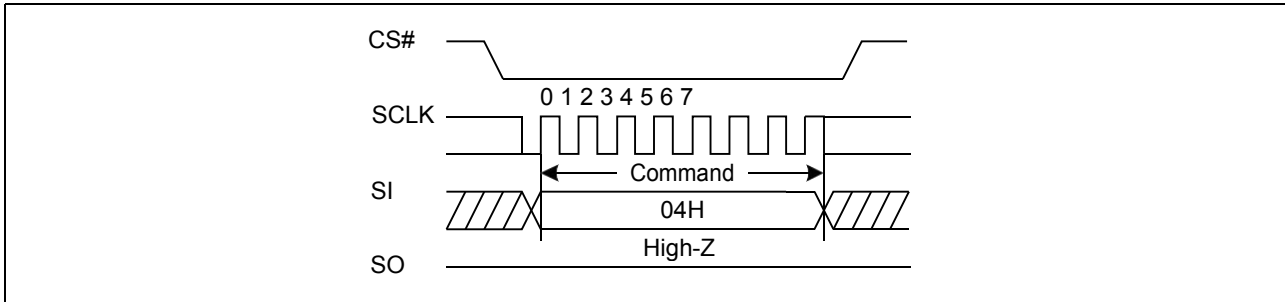 CS#
0 1 2 3 4 5 6 7
SCLK
Command
SI
04H
High-Z
SO